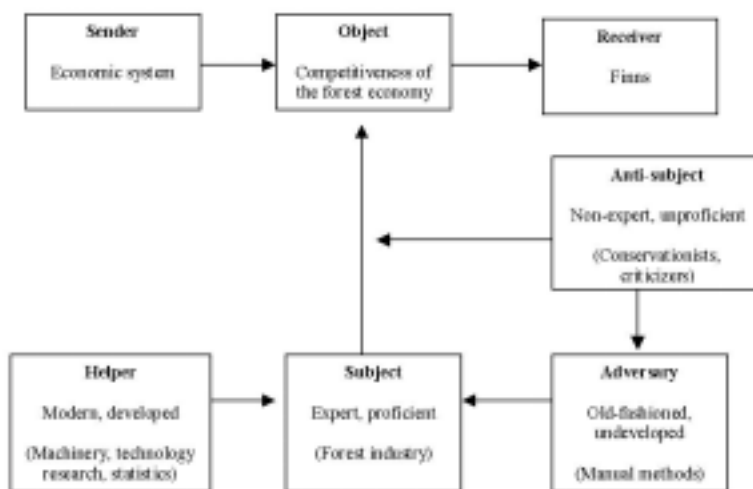 Sender
Economic system
Object
Competitiveness of
the forest economy
Receiver
Finns
Anti-subject
Non-expert, unproficient
(Conservationists,
criticizers)
Helper
Modern, developed
(Machinery, technology
research, statistics)
Subject
Expert, proficient
(Forest industry)
Adversary
Old-fashioned,
undeveloped
(Manual methods)